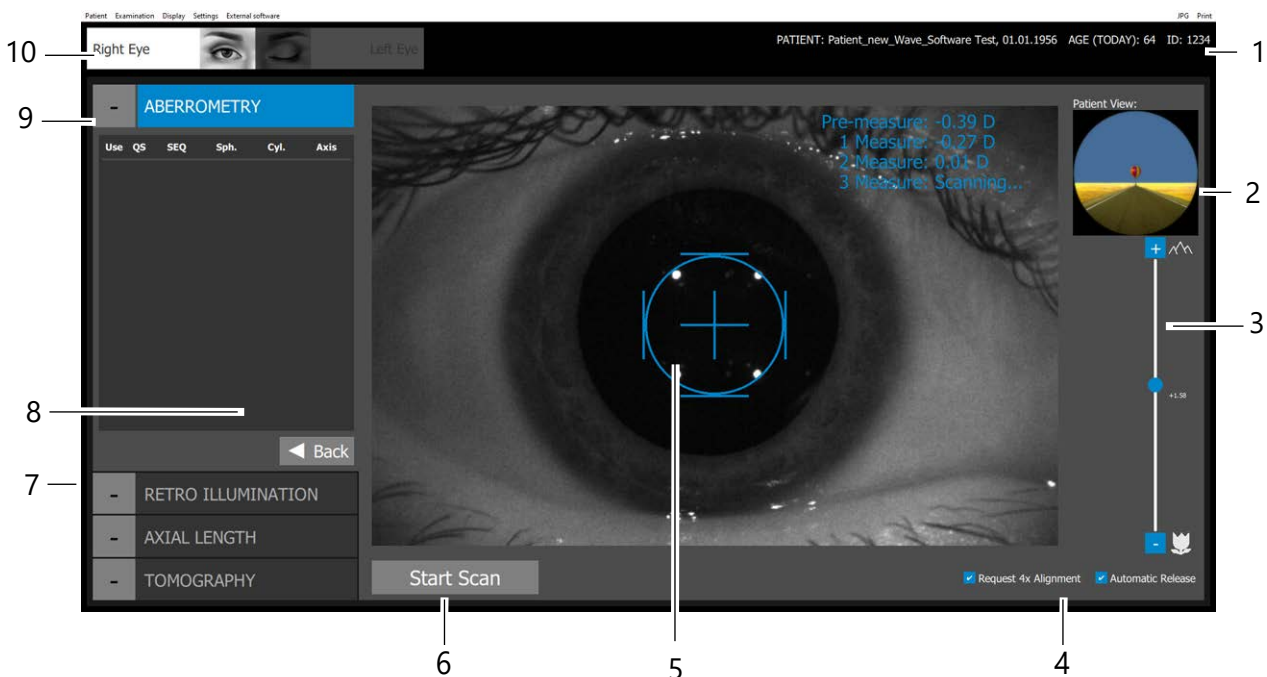 Patient Examination Display Settings External software JPG Print
10 Right Eye Left Eye PATIENT: Patient_new_Wave_Software Test, 01.01.1956 AGE (TODAY): 64 ID: 1234 1
9 - ABERROMETRY
Use QS SEQ Sph. Cyl. Axis
Pre-measure: -0.39 D
1 Measure: -0.27 D
2 Measure: 0.01 D
3 Measure: Scanning...
Patient View:
2
+
3
+1.58
-
8
Back
7
- RETRO ILLUMINATION
- AXIAL LENGTH
- TOMOGRAPHY
Start Scan
Request 4x Alignment Automatic Release
6
5
4